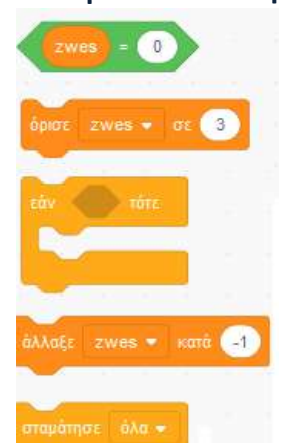 zwes = 0
όρισε zwes σε 3
εάν τότε
άλλαξε zwes κατά -1
σταμάτησε όλα